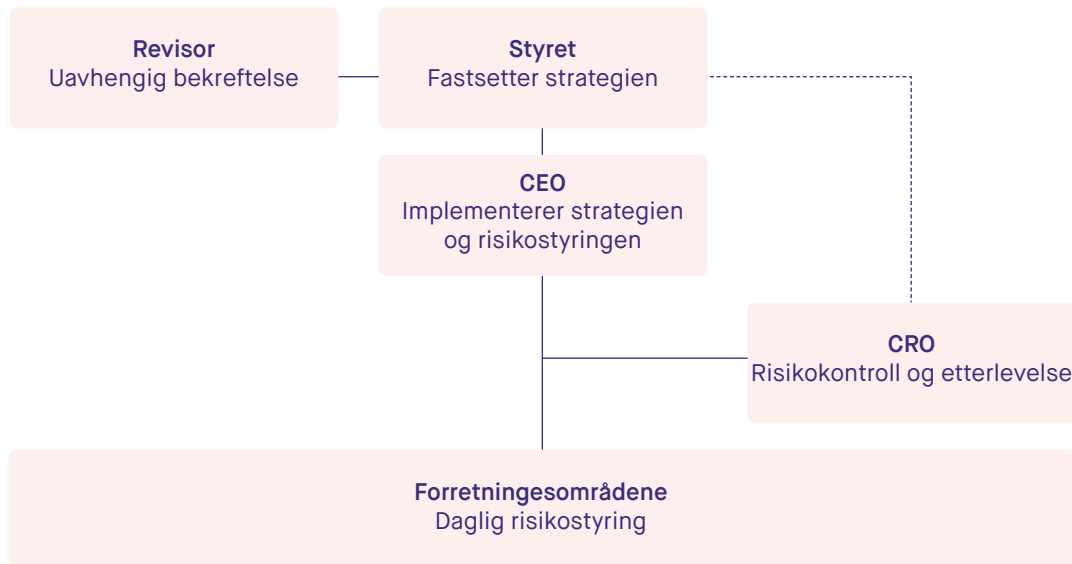 Revisor
Uavhengig bekreftelse
Styret
Fastsetter strategien
CEO
Implementerer strategien
og risikostyringen
CRO
Risikokontroll og etterlevelse
Forretningesområdene
Daglig risikostyring